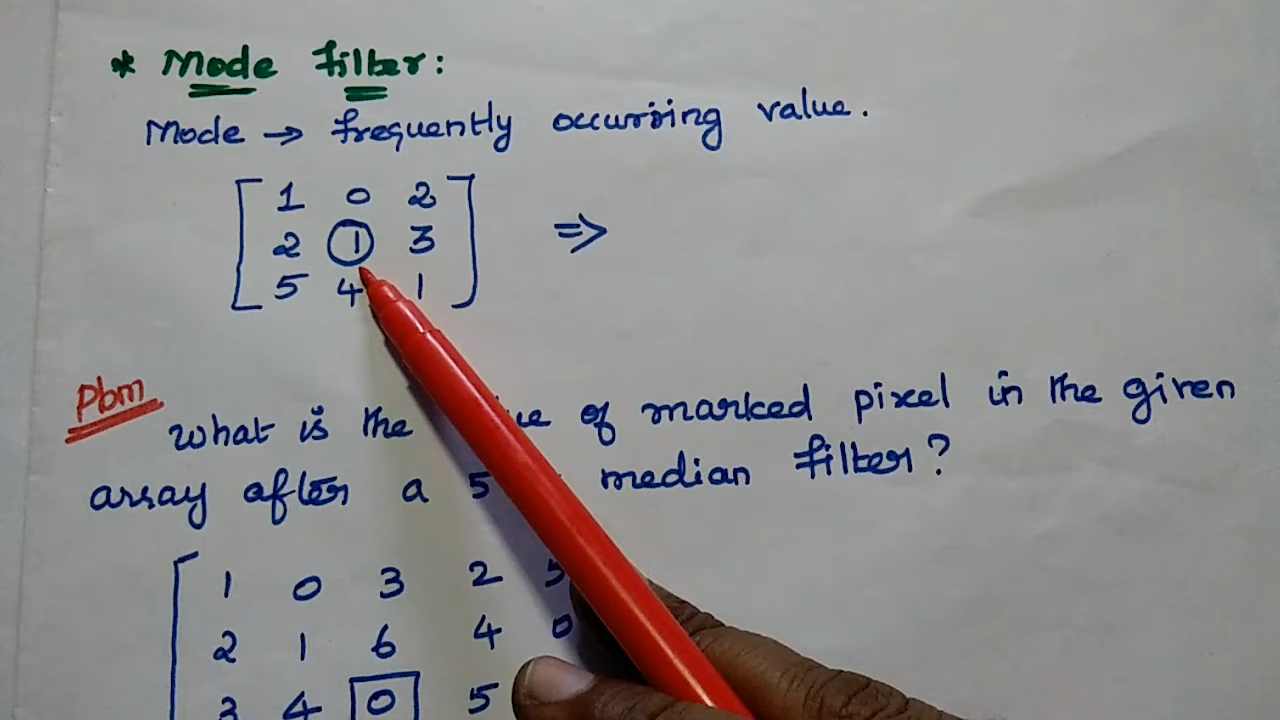 * Mode Filter:
Mode → frequently occurring value.
1 0 2
2 1 3 ⇒
5 4 1
Pbm
What is the of marked pixel in the given
array after a 5 median filter?
1 0 3 2 5
2 1 6 4 0
3 4 0 5